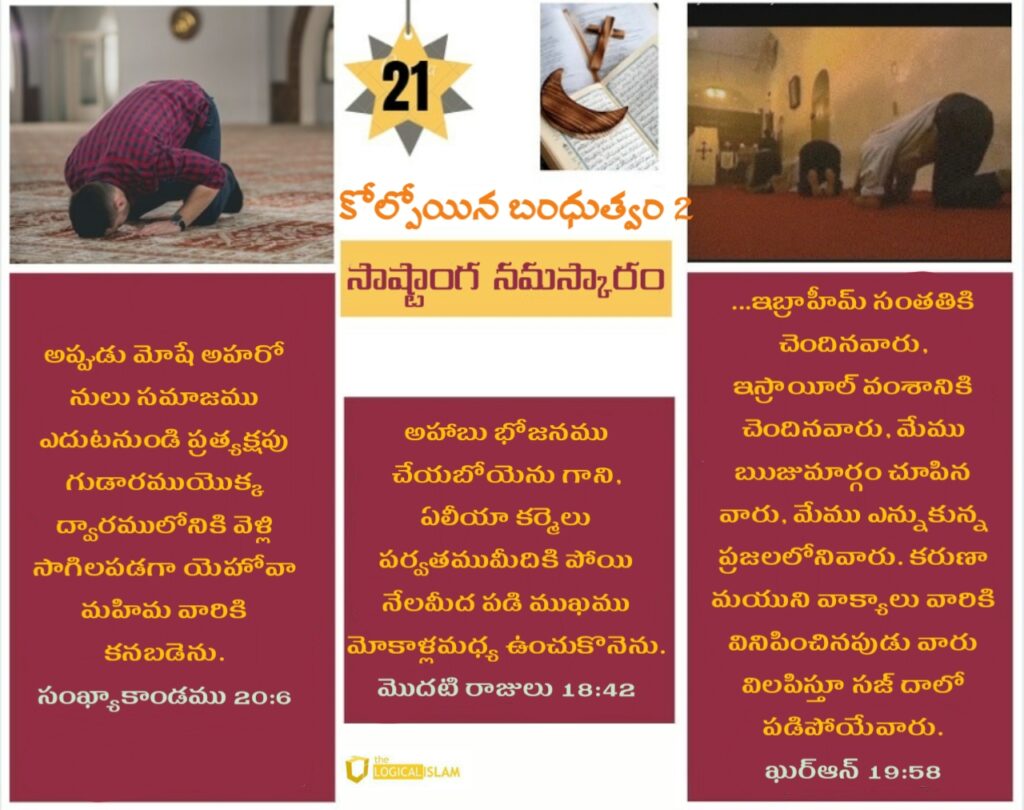 21
కోల్పోయిన బంధుత్వం 2
సాష్టాంగ నమస్కారం
అప్పుడు మోషే అహరో
నులు సమాజము
ఎదుటనుండి ప్రత్యక్షపు
గుడారముయొక్క
ద్వారములోనికి వెళ్లి
సాగిలపడగా యెహోవా
మహిమ వారికి
కనబడెను.
సంఖ్యాకాండము 20:6
అహాబు భోజనము
చేయబోయెను గాని,
ఏలీయా కర్మెలు
పర్వతముమీదికి పోయి
నేలమీద పడి ముఖము
మోకాళ్లమధ్య ఉంచుకొనెను.
మొదటి రాజులు 18:42
...ఇబ్రాహీమ్ సంతతికి
చెందినవారు,
ఇస్రాయీల్ వంశానికి
చెందినవారు, మేము
ఋజుమార్గం చూపిన
వారు, మేము ఎన్నుకున్న
ప్రజలలోనివారు. కరుణా
మయుని వాక్యాలు వారికి
వినిపించినపుడు వారు
విలపిస్తూ సజ్ దాలో
పడిపోయేవారు.
ఖుర్ఆన్ 19:58
the
LOGICAL ISLAM